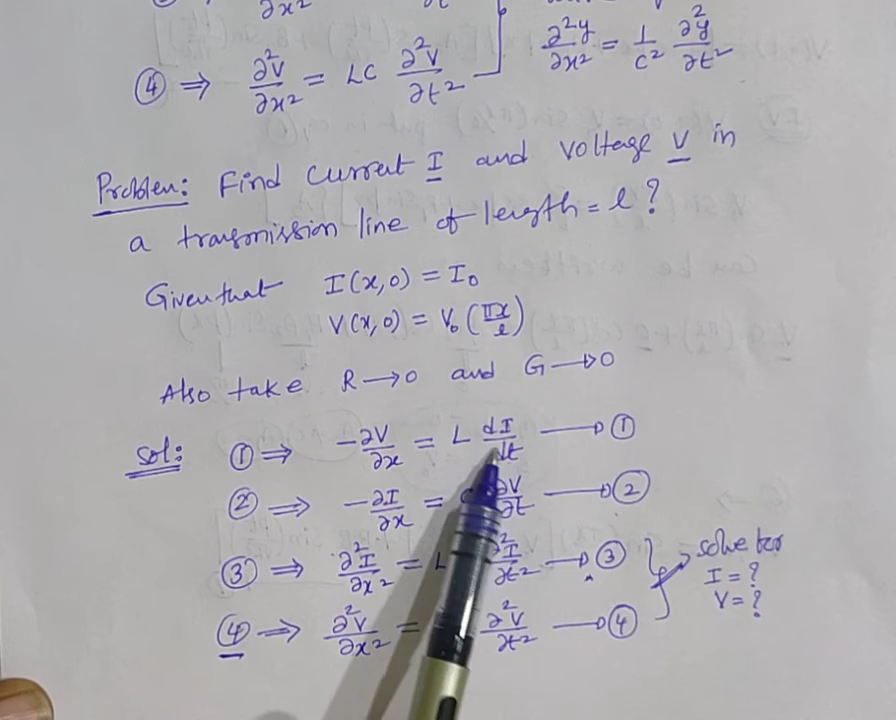 ∂x² ∂t
④ ⇒ ∂²V/∂x² = LC ∂²V/∂t² ∂²y/∂x² = 1/c² ∂²y/∂t²
Problem: Find current I and voltage V in
a transmission line of length = l?
Given that I(x,0) = I₀
V(x,0) = V₀ (πx/l)
Also take R → 0 and G → 0
Sol: ① ⇒ -∂V/∂x = L dI/dt → ①
② ⇒ -∂I/∂x = ∂V/∂t → ②
③ ⇒ ∂²I/∂x² = L ∂²I/∂t² → ③
④ ⇒ ∂²V/∂x² = ∂²V/∂t² → ④
solve for
I = ?
V = ?